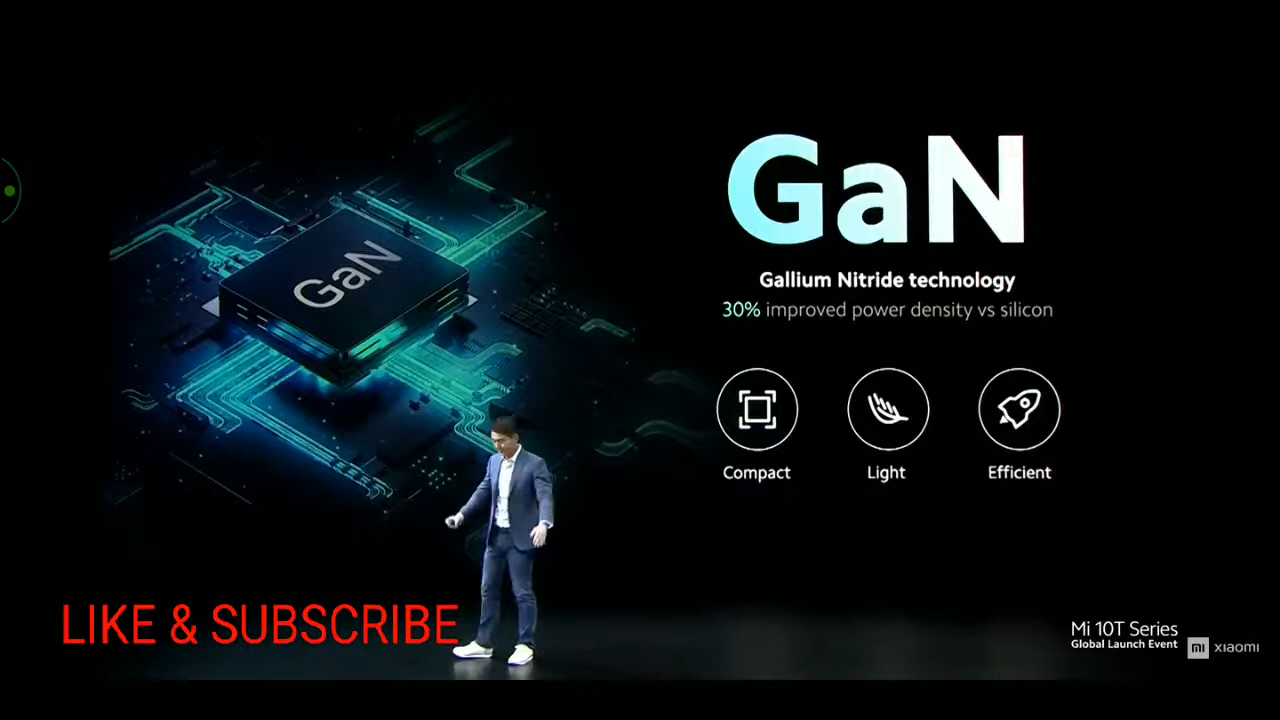 GaN
GaN
Gallium Nitride technology
30% improved power density vs silicon
Compact
Light
Efficient
LIKE & SUBSCRIBE
Mi 10T Series
Global Launch Event
mi xiaomi